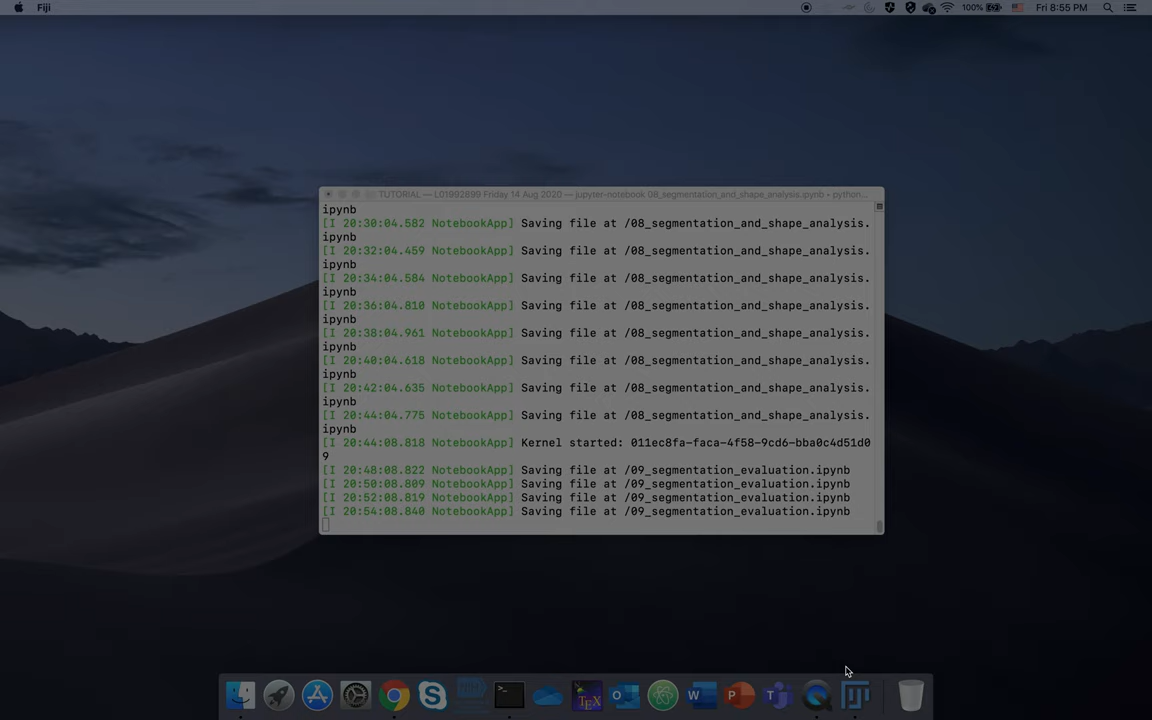 Fiji
100%
Fri 8:55 PM
TUTORIAL — L01992899 Friday 14 Aug 2020 — jupyter-notebook 08_segmentation_and_shape_analysis.ipynb • python...
ipynb
[I 20:30:04.582 NotebookApp] Saving file at /08_segmentation_and_shape_analysis.
ipynb
[I 20:32:04.459 NotebookApp] Saving file at /08_segmentation_and_shape_analysis.
ipynb
[I 20:34:04.584 NotebookApp] Saving file at /08_segmentation_and_shape_analysis.
ipynb
[I 20:36:04.810 NotebookApp] Saving file at /08_segmentation_and_shape_analysis.
ipynb
[I 20:38:04.961 NotebookApp] Saving file at /08_segmentation_and_shape_analysis.
ipynb
[I 20:40:04.618 NotebookApp] Saving file at /08_segmentation_and_shape_analysis.
ipynb
[I 20:42:04.635 NotebookApp] Saving file at /08_segmentation_and_shape_analysis.
ipynb
[I 20:44:04.775 NotebookApp] Saving file at /08_segmentation_and_shape_analysis.
ipynb
[I 20:44:08.818 NotebookApp] Kernel started: 011ec8fa-faca-4f58-9cd6-bba0c4d51d0
9
[I 20:48:08.822 NotebookApp] Saving file at /09_segmentation_evaluation.ipynb
[I 20:50:08.809 NotebookApp] Saving file at /09_segmentation_evaluation.ipynb
[I 20:52:08.819 NotebookApp] Saving file at /09_segmentation_evaluation.ipynb
[I 20:54:08.840 NotebookApp] Saving file at /09_segmentation_evaluation.ipynb